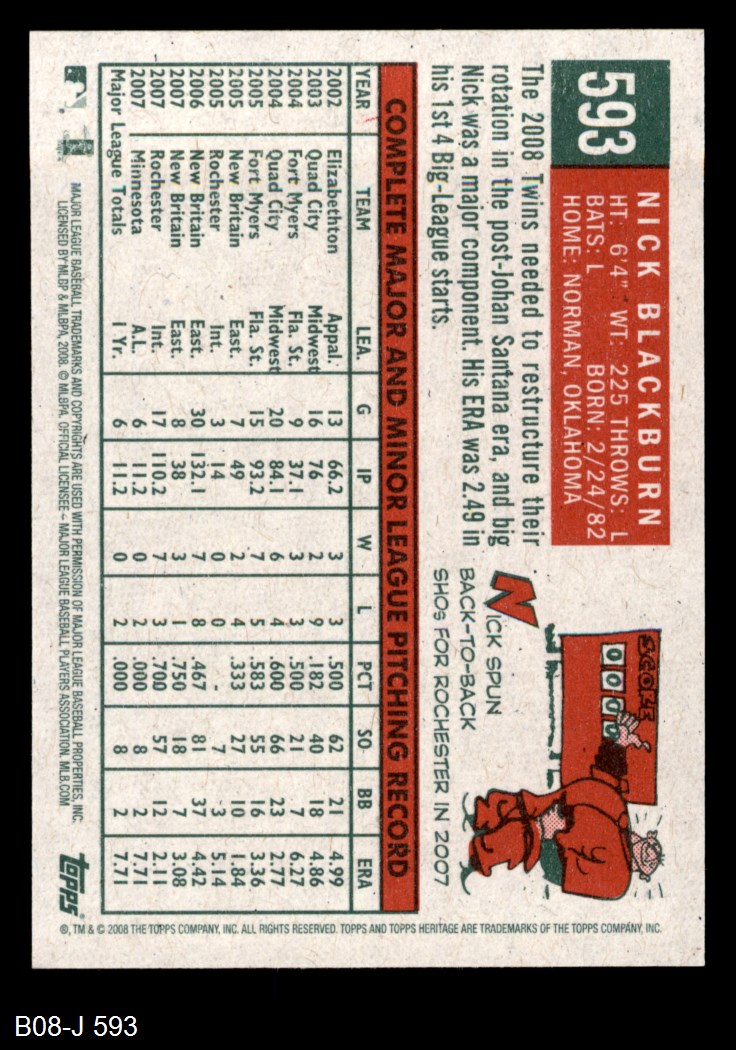 593
NICK BLACKBURN
HT. 6'4" WT: 225 THROWS: L
BATS: L BORN: 2/24/82
HOME: NORMAN, OKLAHOMA
The 2008 Twins needed to restructure their
rotation in the post-Johan Santana era, and big
Nick was a major component. His ERA was 2.49 in
his 1st 4 Big-League starts.
SCORE
0 0 0 0
NICK SPUN
BACK-TO-BACK
SHOs FOR ROCHESTER IN 2007
COMPLETE MAJOR AND MINOR LEAGUE PITCHING RECORD
YEAR TEAM LEA. G IP W L PCT SO BB ERA
2002 Elizabethton Appal. 13 66.2 3 3 .500 62 21 4.99
2003 Quad City Midwest 16 76 2 9 .182 40 18 4.86
2004 Fort Myers Fla. St. 9 37.1 3 3 .500 21 7 6.27
2004 Quad City Midwest 20 84.1 6 4 .600 66 23 2.77
2005 Fort Myers Fla. St. 15 93.2 7 5 .583 55 16 3.36
2005 New Britain East. 7 49 2 4 .333 27 10 1.84
2005 Rochester Int. 3 14 0 0 - 7 3 5.14
2006 New Britain East. 30 132.1 7 8 .467 81 37 4.42
2007 New Britain East. 8 38 3 1 .750 18 7 3.08
2007 Rochester Int. 17 110.2 7 3 .700 57 12 2.11
2007 Minnesota A.L. 6 11.2 0 2 .000 8 2 7.71
Major League Totals 1 Yr. 6 11.2 0 2 .000 8 2 7.71
MAJOR LEAGUE BASEBALL TRADEMARKS AND COPYRIGHTS ARE USED WITH PERMISSION OF MAJOR LEAGUE BASEBALL PROPERTIES, INC.
LICENSED BY MLBP & MLBPA, 2008. © MLBPA. OFFICIAL LICENSEE - MAJOR LEAGUE BASEBALL PLAYERS ASSOCIATION. MLB.COM
topps
®, TM & © 2008 THE TOPPS COMPANY, INC. ALL RIGHTS RESERVED. TOPPS AND TOPPS HERITAGE ARE TRADEMARKS OF THE TOPPS COMPANY, INC.
B08-J 593